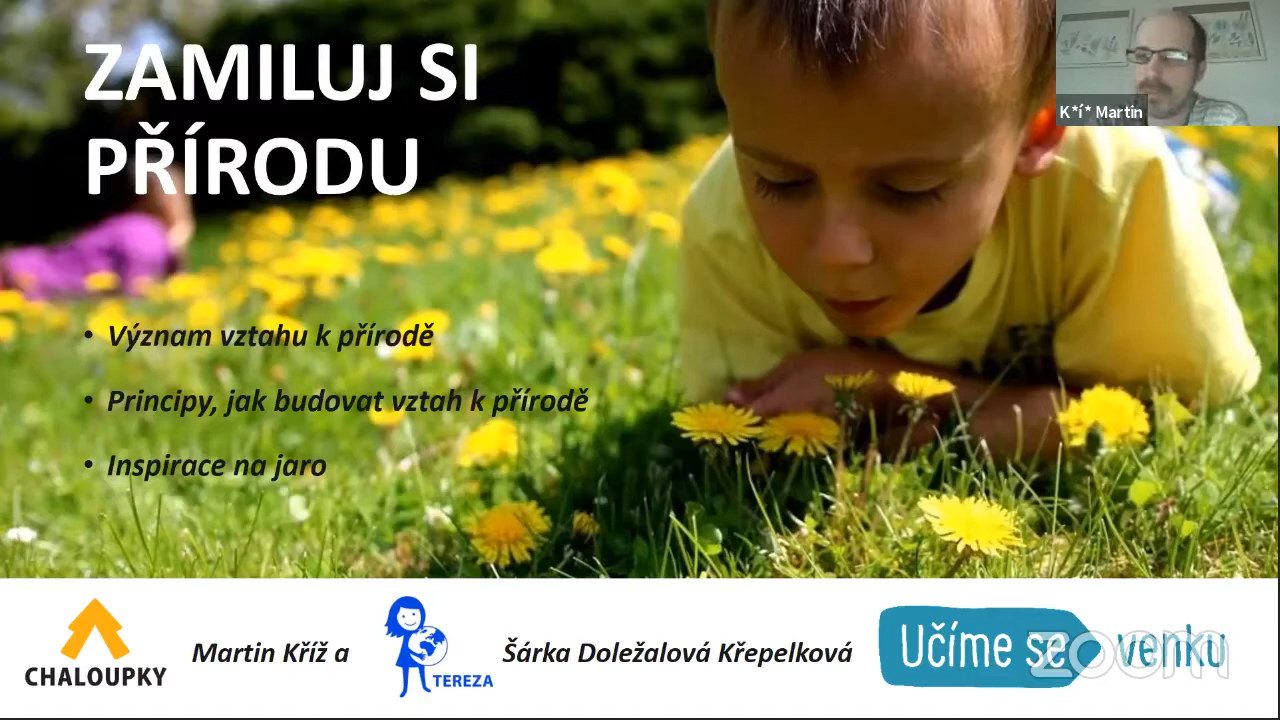 ZAMILUJ SI
PŘÍRODU
K*í* Martin
• Význam vztahu k přírodě
• Principy, jak budovat vztah k přírodě
• Inspirace na jaro
CHALOUPKY
Martin Kříž a
TEREZA
Šárka Doležalová Křepelková
Učíme se venku
zoom